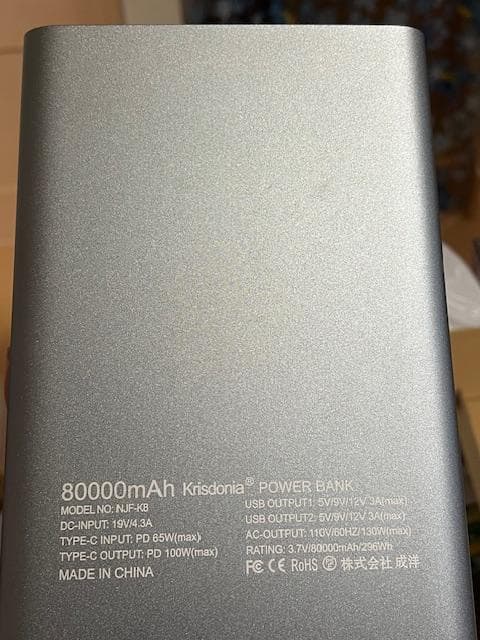 80000mAh Krisdonia® POWER BANK
MODEL NO: NJF-K8
DC-INPUT: 19V/4.3A
TYPE-C INPUT: PD 65W(max)
TYPE-C OUTPUT: PD 100W(max)
MADE IN CHINA
USB OUTPUT1: 5V/9V/12V 3A(max)
USB OUTPUT2: 5V/9V/12V 3A(max)
AC-OUTPUT: 110V/60HZ/130W(max)
RATING: 3.7V/80000mAh/296Wh
FC CE RoHS PSE 株式会社 成洋